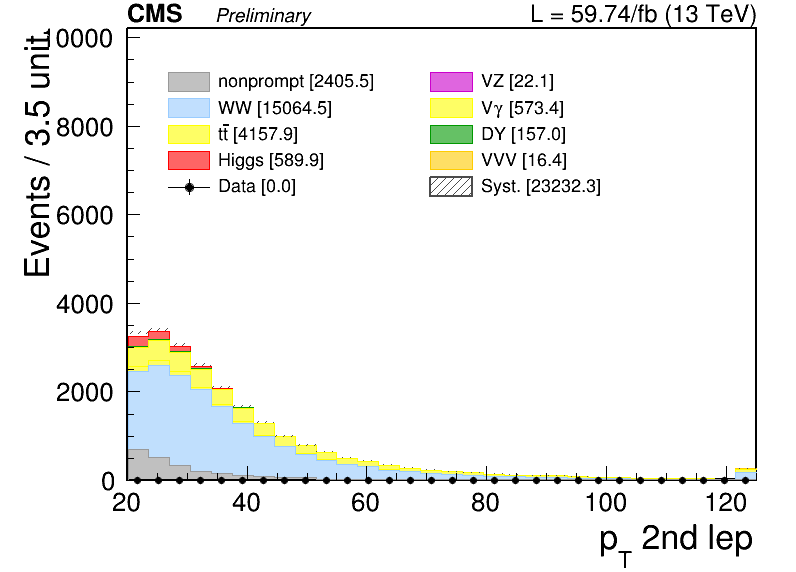 CMS Preliminary L = 59.74/fb (13 TeV)
Events / 3.5 unit.
10000
8000
6000
4000
2000
0
nonprompt [2405.5]
WW [15064.5]
tt̅ [4157.9]
Higgs [589.9]
Data [0.0]
VZ [22.1]
Vγ [573.4]
DY [157.0]
VVV [16.4]
Syst. [23232.3]
20 40 60 80 100 120
p_T 2nd lep